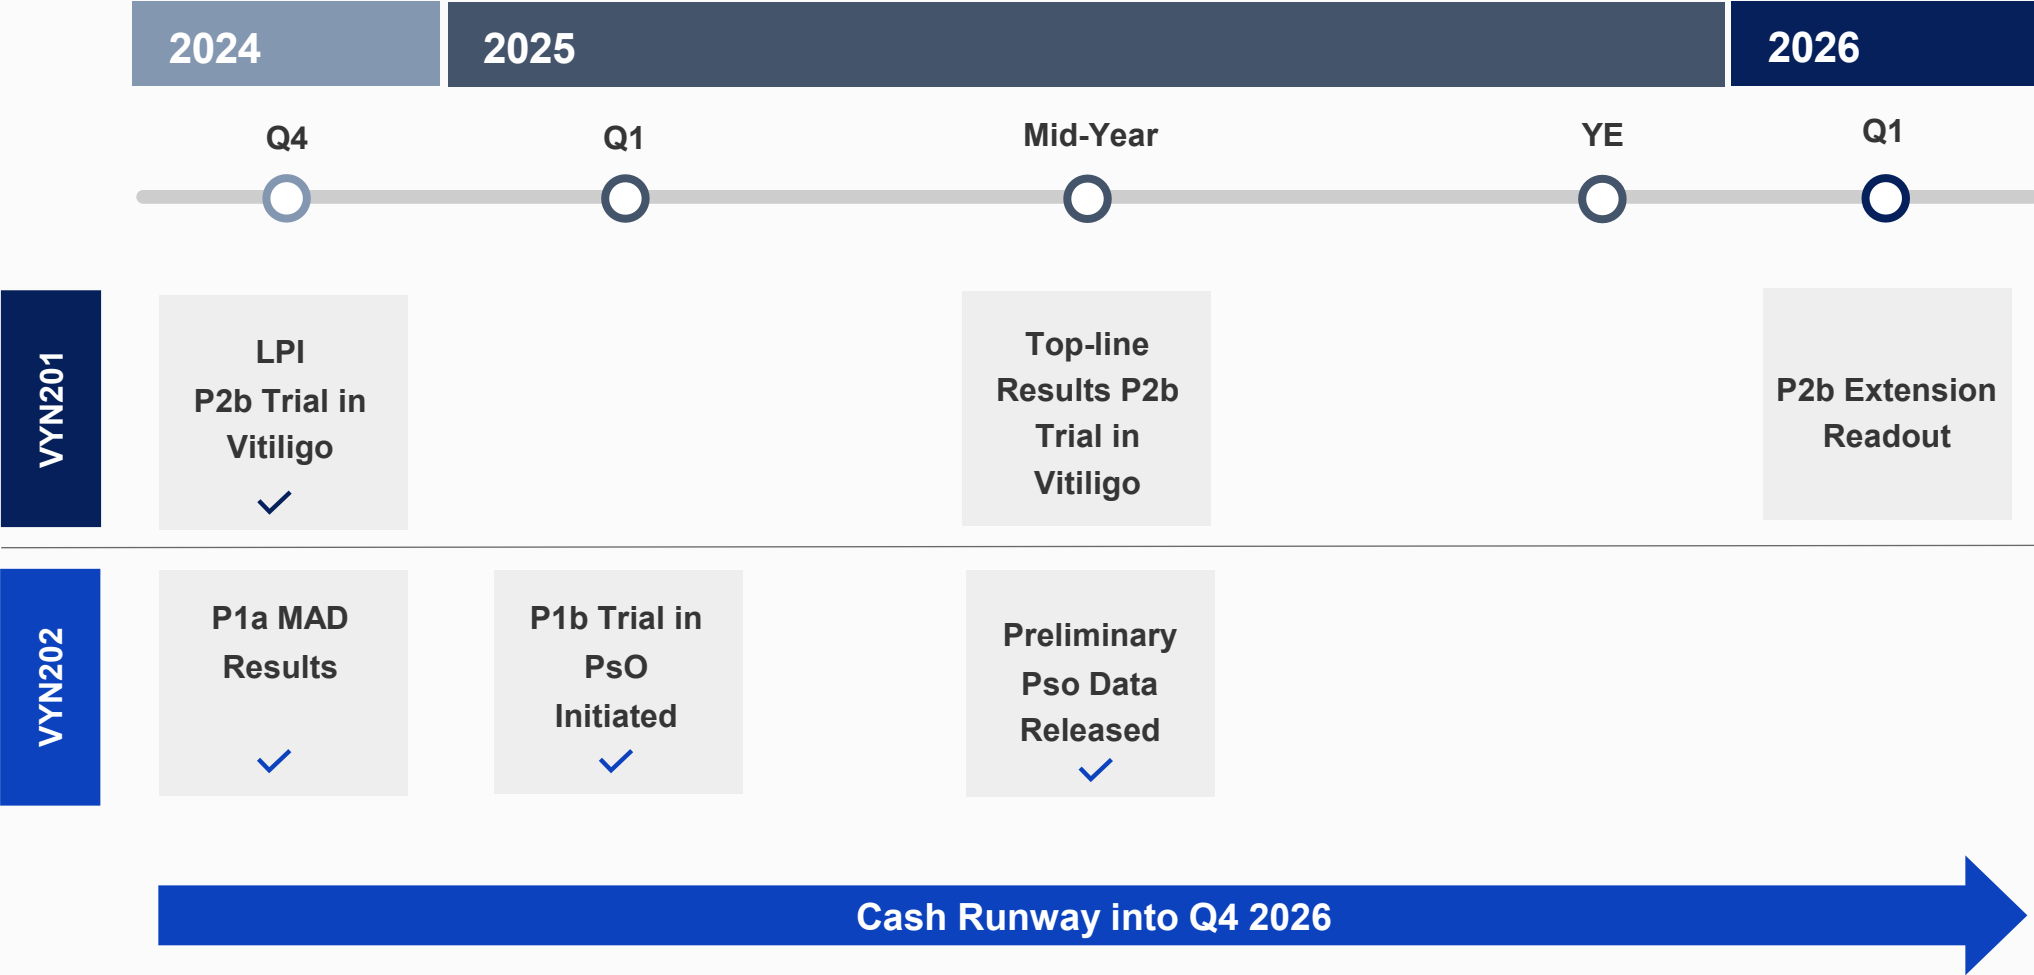 2024
2025
2026
Q4
Q1
Mid-Year
YE
Q1
VYN201
LPI
P2b Trial in
Vitiligo
Top-line
Results P2b
Trial in
Vitiligo
P2b Extension
Readout
VYN202
P1a MAD
Results
P1b Trial in
PsO
Initiated
Preliminary
Pso Data
Released
Cash Runway into Q4 2026